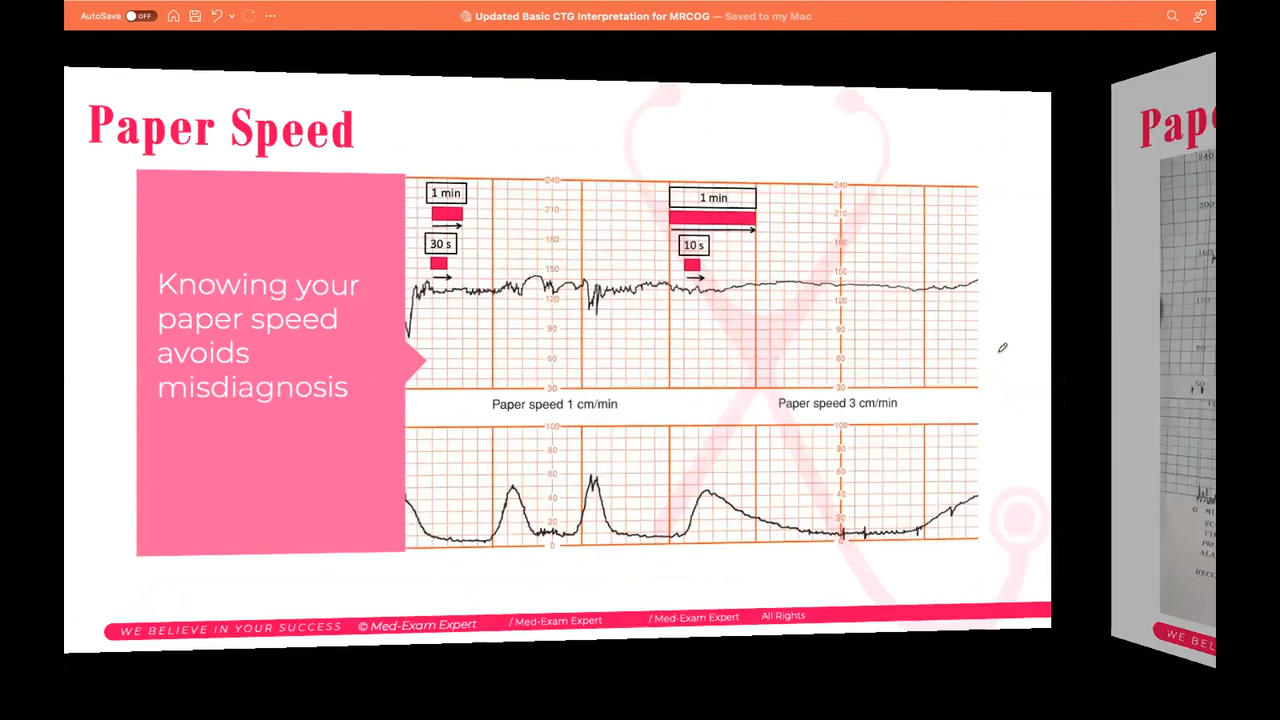 AutoSave OFF
Updated Basic CTG Interpretation for MRCOG — Saved to my Mac
Paper Speed
Knowing your
paper speed
avoids
misdiagnosis
1 min
30 s
1 min
10 s
240 240
210 210
180 180
150 150
120 120
90 90
60 60
30 30
Paper speed 1 cm/min
Paper speed 3 cm/min
100 100
80 80
60 60
40 40
20 20
0 0
WE BELIEVE IN YOUR SUCCESS © Med-Exam Expert / Med-Exam Expert / Med-Exam Expert All Rights
Pap
240
200
50
WE BEL